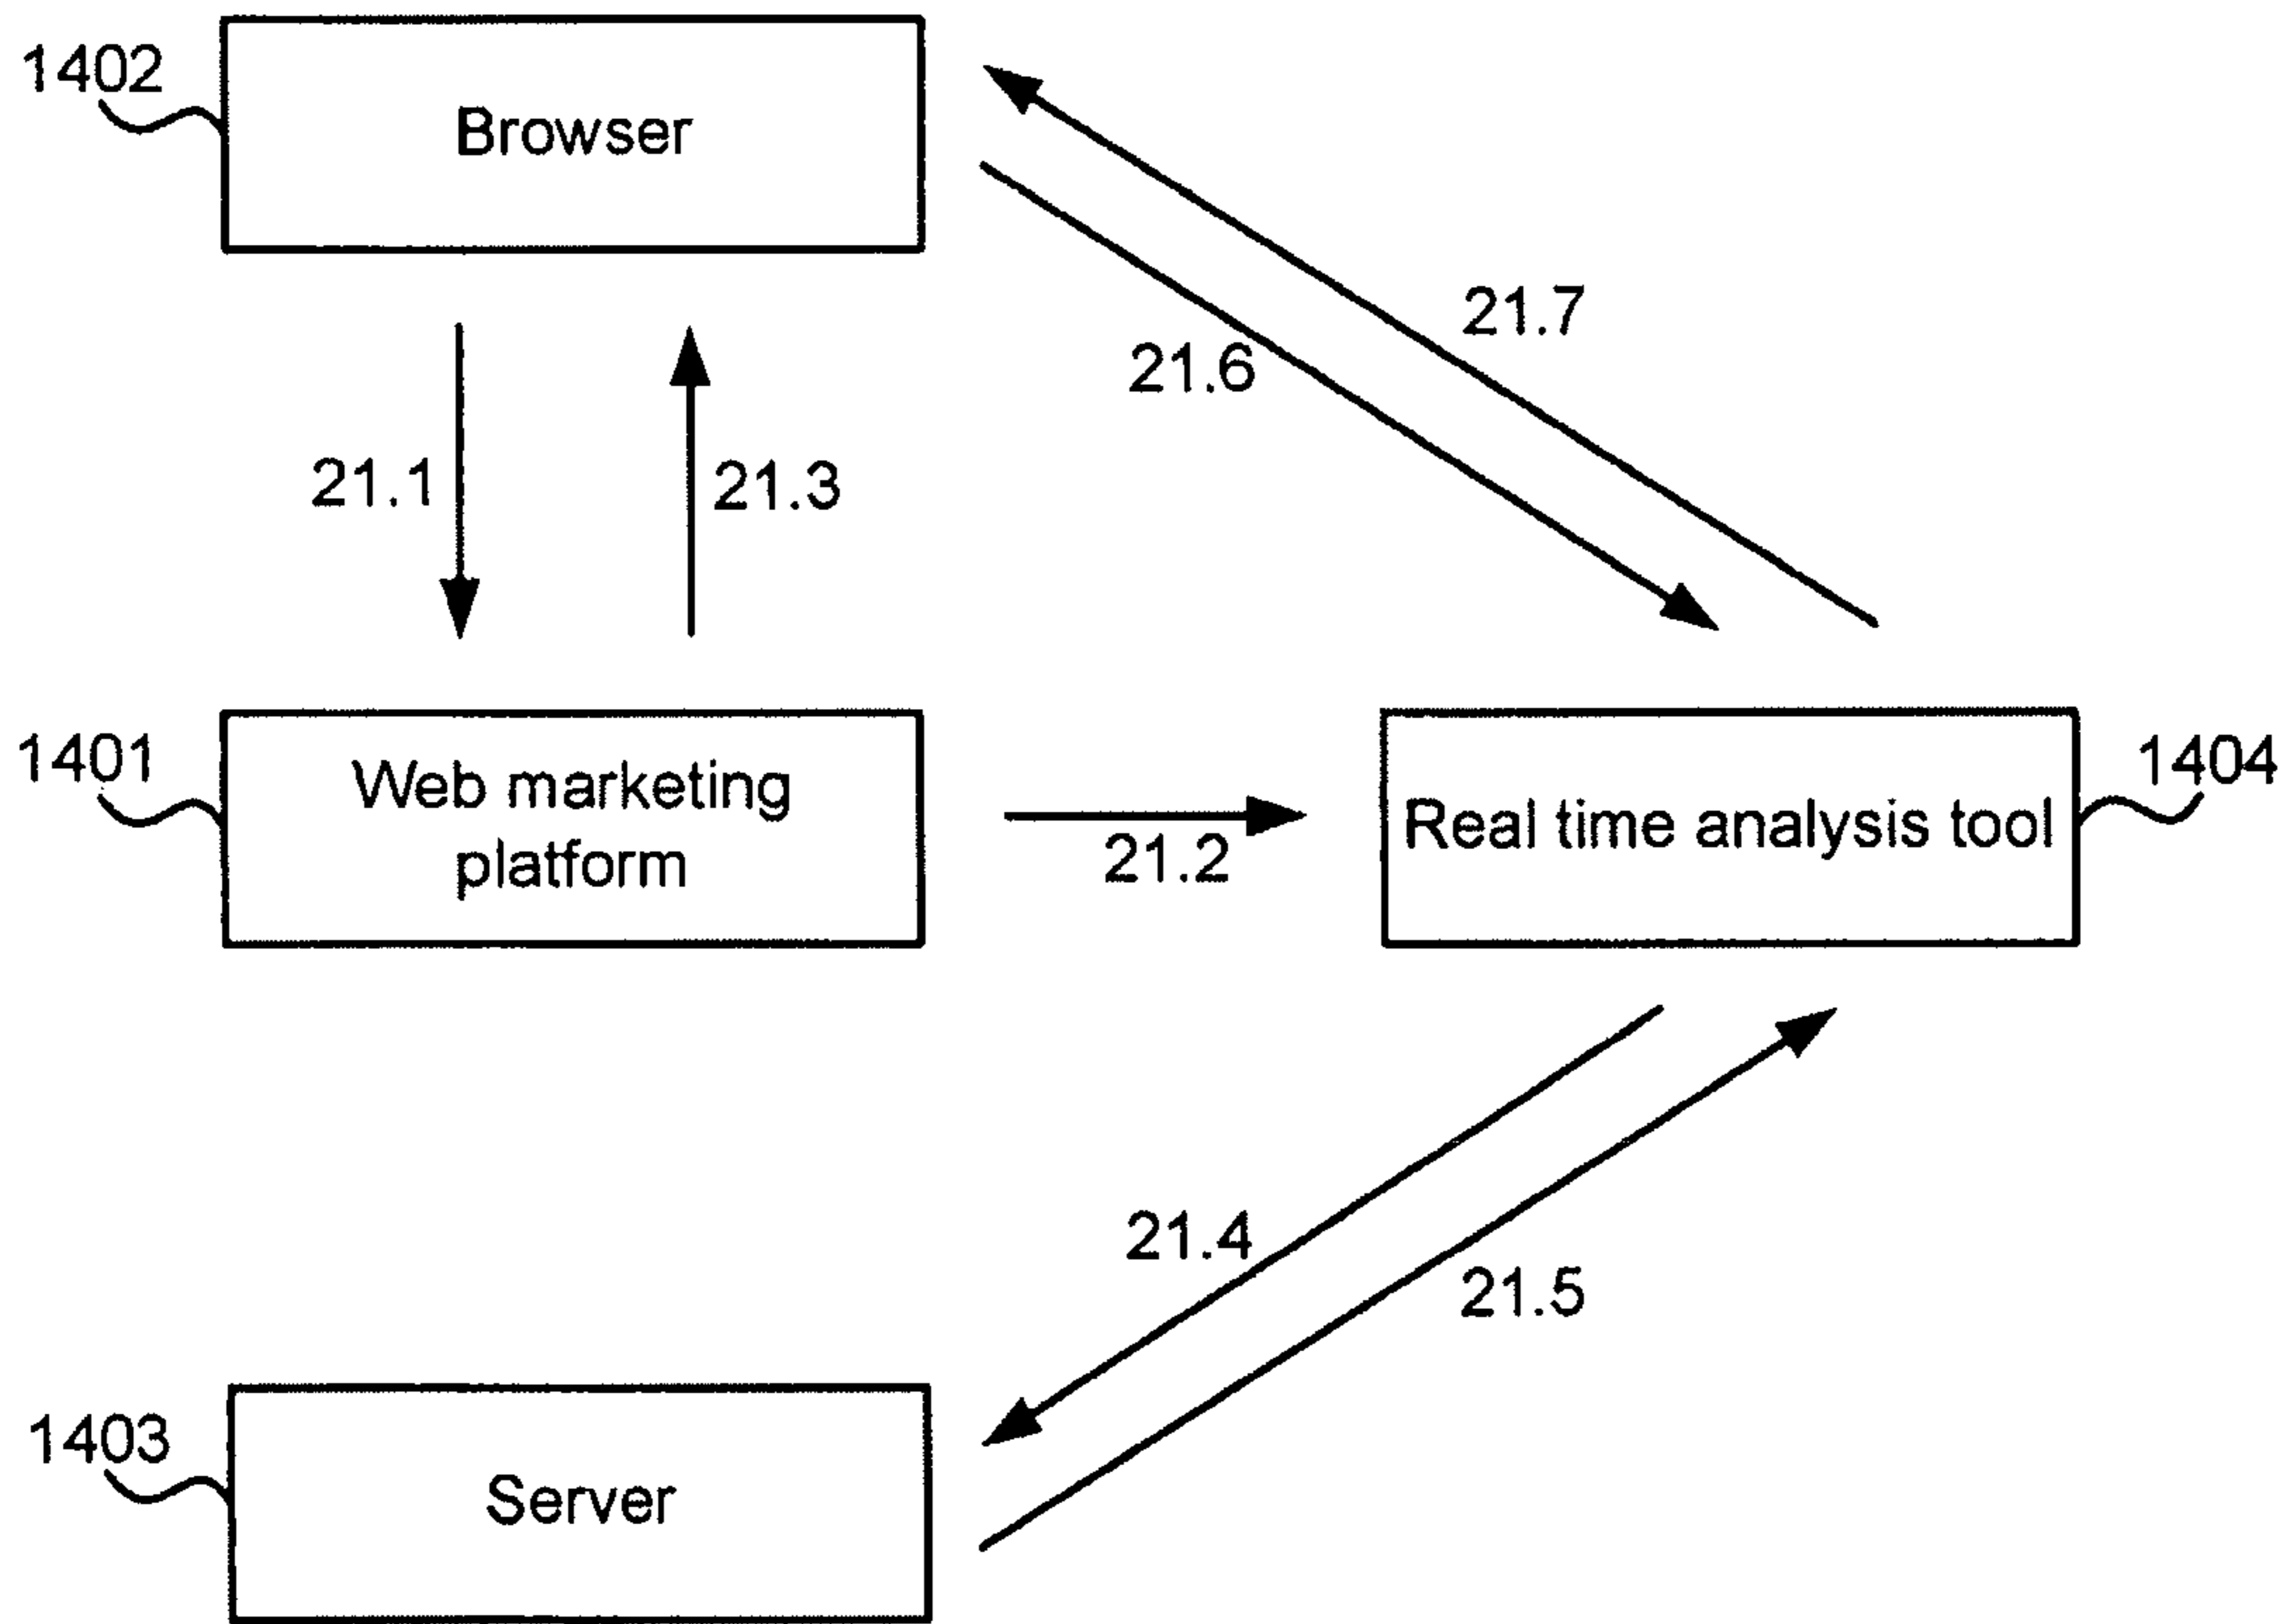 1402
Browser
21.7
21.6
21.1
21.3
1401
Web marketing
platform
21.2
Real time analysis tool
1404
21.4
21.5
1403
Server